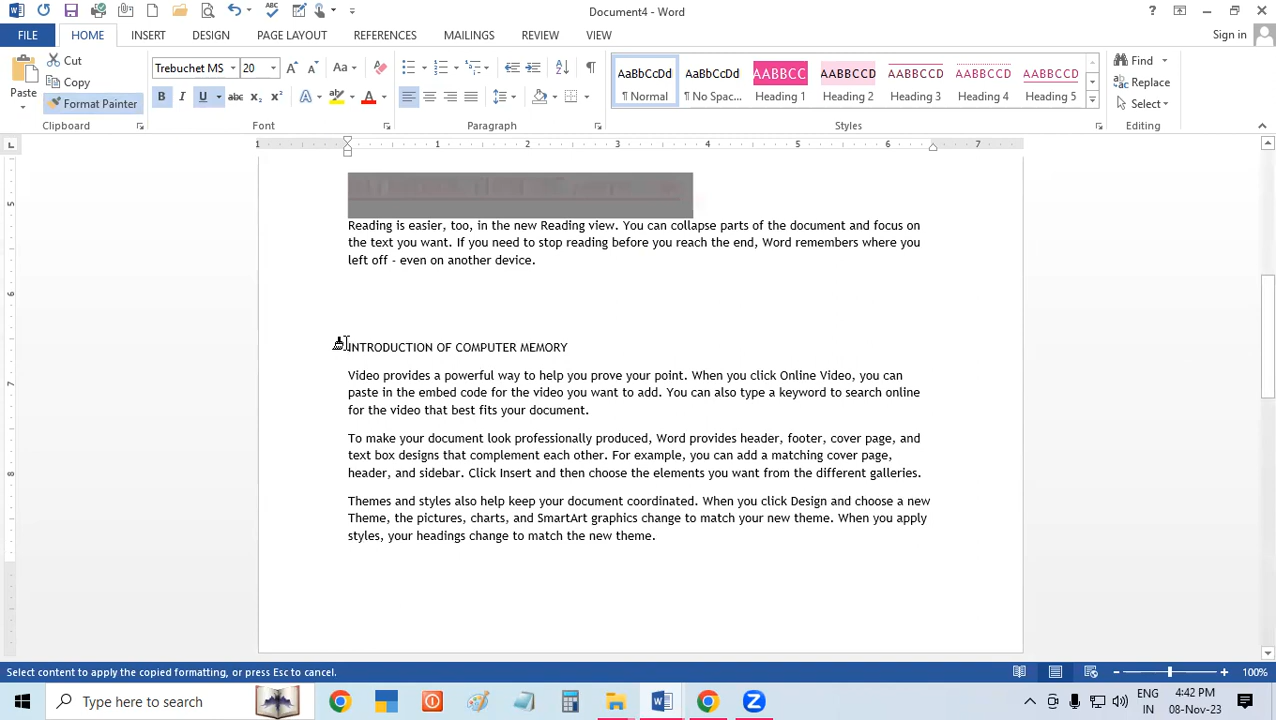 Document4 - Word
FILE HOME INSERT DESIGN PAGE LAYOUT REFERENCES MAILINGS REVIEW VIEW Sign in
Paste Cut Copy Format Painter Clipboard
Trebuchet MS 20 Font
Paragraph
AaBbCcDd ¶ Normal AaBbCcDd ¶ No Spac... AABBCC Heading 1 AABBCCD Heading 2 AABBCCD Heading 3 AABBCCD Heading 4 AABBCCD Heading 5 Styles
Find Replace Select Editing
1 1 2 3 4 5 6 7
5
6
7
8
Reading is easier, too, in the new Reading view. You can collapse parts of the document and focus on
the text you want. If you need to stop reading before you reach the end, Word remembers where you
left off - even on another device.
INTRODUCTION OF COMPUTER MEMORY
Video provides a powerful way to help you prove your point. When you click Online Video, you can
paste in the embed code for the video you want to add. You can also type a keyword to search online
for the video that best fits your document.
To make your document look professionally produced, Word provides header, footer, cover page, and
text box designs that complement each other. For example, you can add a matching cover page,
header, and sidebar. Click Insert and then choose the elements you want from the different galleries.
Themes and styles also help keep your document coordinated. When you click Design and choose a new
Theme, the pictures, charts, and SmartArt graphics change to match your new theme. When you apply
styles, your headings change to match the new theme.
Select content to apply the copied formatting, or press Esc to cancel. 100%
Type here to search
ENG IN
4:42 PM
08-Nov-23